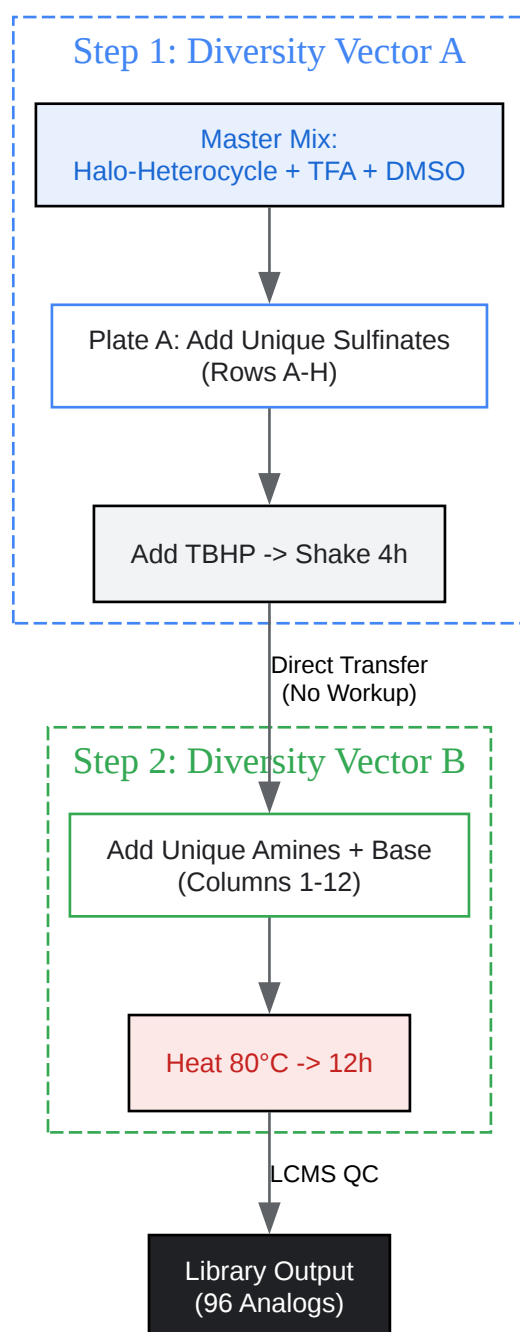 Step 1: Diversity Vector A
Master Mix:
Halo-Heterocycle + TFA + DMSO
Plate A: Add Unique Sulfinates
(Rows A-H)
Add TBHP -> Shake 4h
Direct Transfer
(No Workup)
Step 2: Diversity Vector B
Add Unique Amines + Base
(Columns 1-12)
Heat 80°C -> 12h
LCMS QC
Library Output
(96 Analogs)